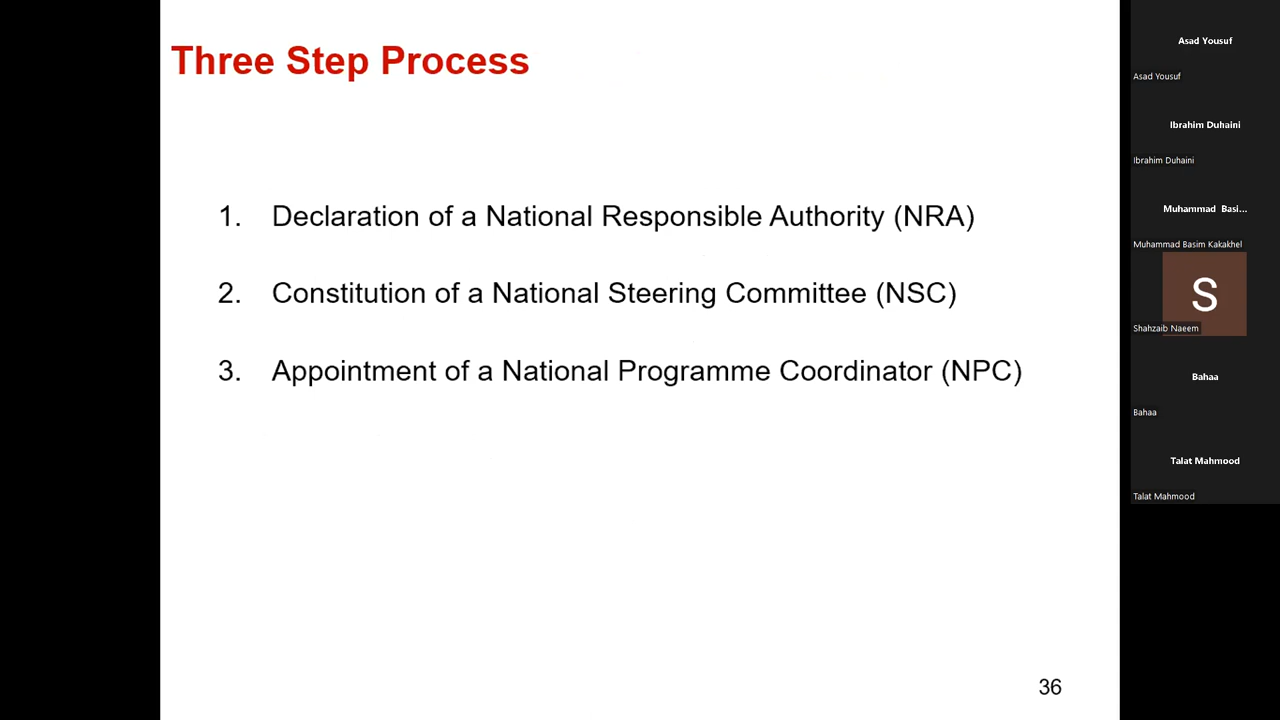 Three Step Process
1. Declaration of a National Responsible Authority (NRA)
2. Constitution of a National Steering Committee (NSC)
3. Appointment of a National Programme Coordinator (NPC)
36
Asad Yousuf
Asad Yousuf
Ibrahim Duhaini
Ibrahim Duhaini
Muhammad Basi...
Muhammad Basim Kakakhel
S
Shahzaib Naeem
Bahaa
Bahaa
Talat Mahmood
Talat Mahmood